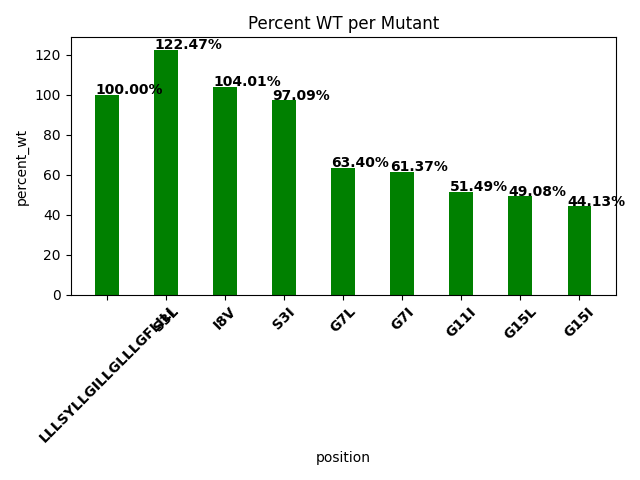 Percent WT per Mutant
percent_wt
120
100
80
60
40
20
0
100.00%
122.47%
104.01%
97.09%
63.40%
61.37%
51.49%
49.08%
44.13%
S3L
I8V
S3I
G7L
G7I
G11I
G15L
G15I
position